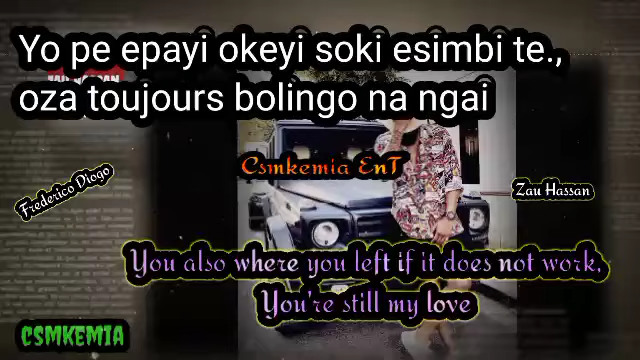 Yo pe epayi okeyi soki esimbi te.,
oza toujours bolingo na ngai
Csmkemia EnT
Frederico Diogo
Zau Hassan
You also where you left if it does not work,
You're still my love
CSMKEMIA